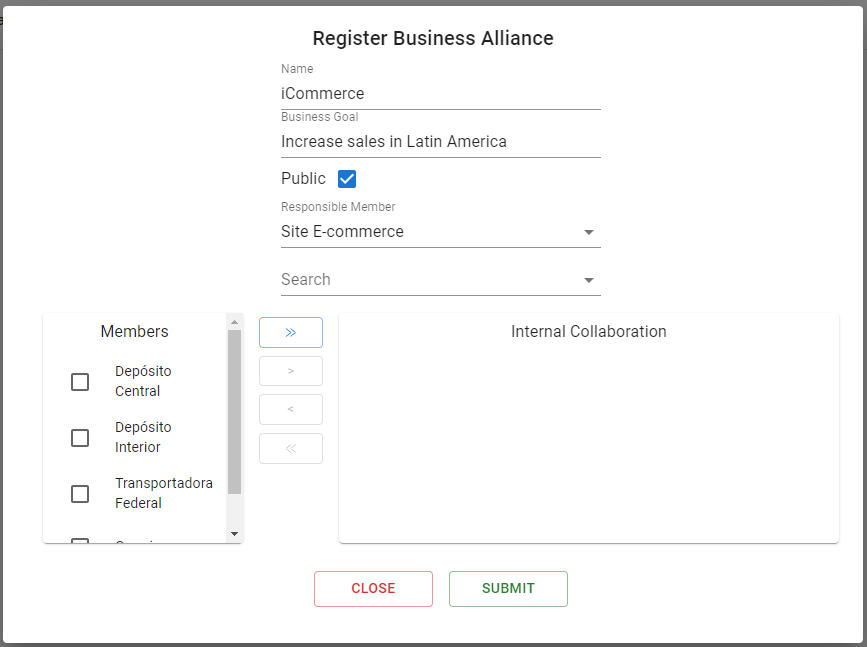 Register Business Alliance
Name
iCommerce
Business Goal
Increase sales in Latin America
Public
Responsible Member
Site E-commerce
Search
Members
Depósito
Central
Depósito
Interior
Transportadora
Federal
>>
>
<
<<
Internal Collaboration
CLOSE
SUBMIT